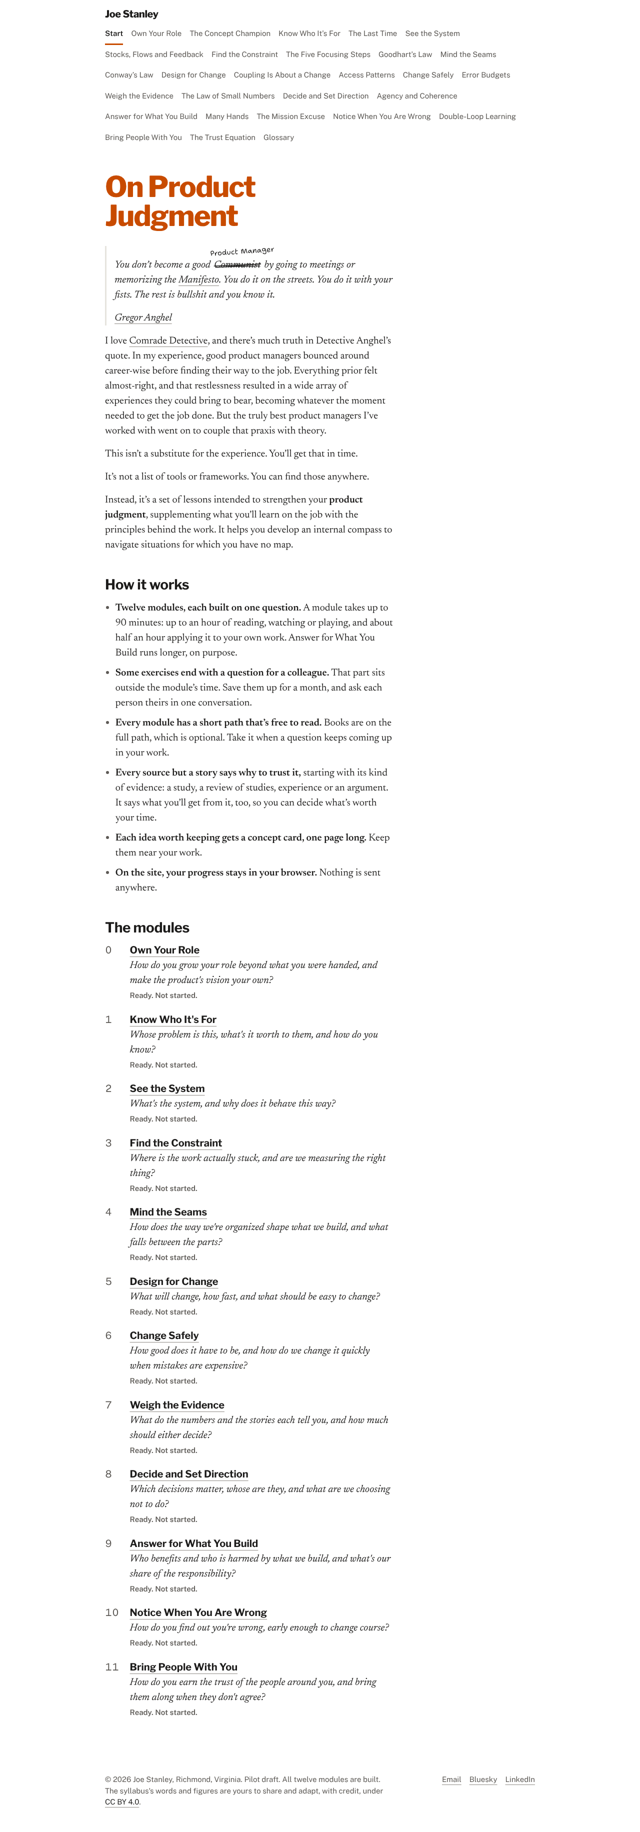 Joe Stanley
Start Own Your Role The Concept Champion Know Who It's For The Last Time See the System
Stocks, Flows and Feedback Find the Constraint The Five Focusing Steps Goodhart's Law Mind the Seams
Conway's Law Design for Change Coupling Is About a Change Access Patterns Change Safely Error Budgets
Weigh the Evidence The Law of Small Numbers Decide and Set Direction Agency and Coherence
Answer for What You Build Many Hands The Mission Excuse Notice When You Are Wrong Double-Loop Learning
Bring People With You The Trust Equation Glossary
On Product
Judgment
Product Manager
You don't become a good Communist by going to meetings or
memorizing the Manifesto. You do it on the streets. You do it with your
fists. The rest is bullshit and you know it.
Gregor Anghel
I love Comrade Detective, and there's much truth in Detective Anghel's
quote. In my experience, good product managers bounced around
career-wise before finding their way to the job. Everything prior felt
almost-right, and that restlessness resulted in a wide array of
experiences they could bring to bear, becoming whatever the moment
needed to get the job done. But the truly best product managers I've
worked with went on to couple that praxis with theory.
This isn't a substitute for the experience. You'll get that in time.
It's not a list of tools or frameworks. You can find those anywhere.
Instead, it's a set of lessons intended to strengthen your product
judgment, supplementing what you'll learn on the job with the
principles behind the work. It helps you develop an internal compass to
navigate situations for which you have no map.
How it works
• Twelve modules, each built on one question. A module takes up to
90 minutes: up to an hour of reading, watching or playing, and about
half an hour applying it to your own work. Answer for What You
Build runs longer, on purpose.
• Some exercises end with a question for a colleague. That part sits
outside the module's time. Save them up for a month, and ask each
person theirs in one conversation.
• Every module has a short path that's free to read. Books are on the
full path, which is optional. Take it when a question keeps coming up
in your work.
• Every source but a story says why to trust it, starting with its kind
of evidence: a study, a review of studies, experience or an argument.
It says what you'll get from it, too, so you can decide what's worth
your time.
• Each idea worth keeping gets a concept card, one page long. Keep
them near your work.
• On the site, your progress stays in your browser. Nothing is sent
anywhere.
The modules
0 Own Your Role
How do you grow your role beyond what you were handed, and
make the product's vision your own?
Ready. Not started.
1 Know Who It's For
Whose problem is this, what's it worth to them, and how do you
know?
Ready. Not started.
2 See the System
What's the system, and why does it behave this way?
Ready. Not started.
3 Find the Constraint
Where is the work actually stuck, and are we measuring the right
thing?
Ready. Not started.
4 Mind the Seams
How does the way we're organized shape what we build, and what
falls between the parts?
Ready. Not started.
5 Design for Change
What will change, how fast, and what should be easy to change?
Ready. Not started.
6 Change Safely
How good does it have to be, and how do we change it quickly
when mistakes are expensive?
Ready. Not started.
7 Weigh the Evidence
What do the numbers and the stories each tell you, and how much
should either decide?
Ready. Not started.
8 Decide and Set Direction
Which decisions matter, whose are they, and what are we choosing
not to do?
Ready. Not started.
9 Answer for What You Build
Who benefits and who is harmed by what we build, and what's our
share of the responsibility?
Ready. Not started.
10 Notice When You Are Wrong
How do you find out you're wrong, early enough to change course?
Ready. Not started.
11 Bring People With You
How do you earn the trust of the people around you, and bring
them along when they don't agree?
Ready. Not started.
© 2026 Joe Stanley, Richmond, Virginia. Pilot draft. All twelve modules are built.
The syllabus's words and figures are yours to share and adapt, with credit, under
CC BY 4.0.
Email Bluesky LinkedIn